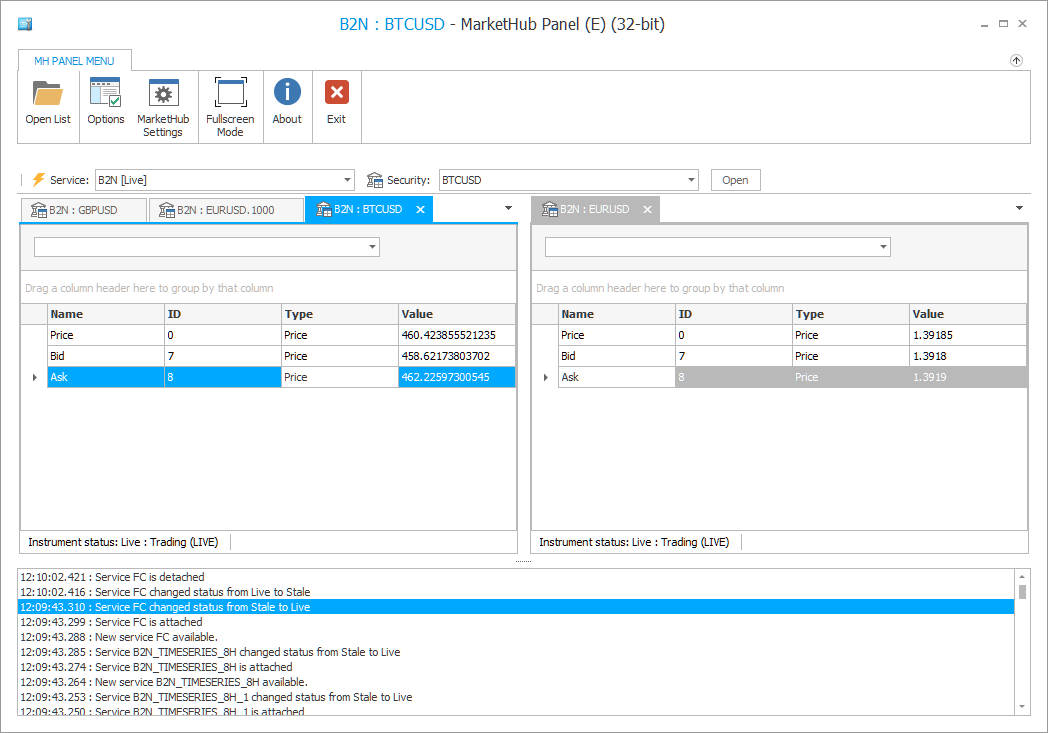 B2N : BTCUSD - MarketHub Panel (E) (32-bit)
MH PANEL MENU
Open List
Options
MarketHub Settings
Fullscreen Mode
About
Exit
Service: B2N [Live] Security: BTCUSD Open
B2N : GBPUSD B2N : EURUSD.1000 B2N : BTCUSD B2N : EURUSD
Drag a column header here to group by that column
Name ID Type Value
Price 0 Price 460.423855521235
Bid 7 Price 458.62173803702
Ask 8 Price 462.22597300545
Instrument status: Live : Trading (LIVE)
Drag a column header here to group by that column
Name ID Type Value
Price 0 Price 1.39185
Bid 7 Price 1.3918
Ask 8 Price 1.3919
Instrument status: Live : Trading (LIVE)
12:10:02.421 : Service FC is detached
12:10:02.416 : Service FC changed status from Live to Stale
12:09:43.310 : Service FC changed status from Stale to Live
12:09:43.299 : Service FC is attached
12:09:43.288 : New service FC available.
12:09:43.285 : Service B2N_TIMESERIES_8H changed status from Stale to Live
12:09:43.274 : Service B2N_TIMESERIES_8H is attached
12:09:43.264 : New service B2N_TIMESERIES_8H available.
12:09:43.253 : Service B2N_TIMESERIES_8H_1 changed status from Stale to Live
12:09:43.250 : Service B2N_TIMESERIES_8H_1 is attached